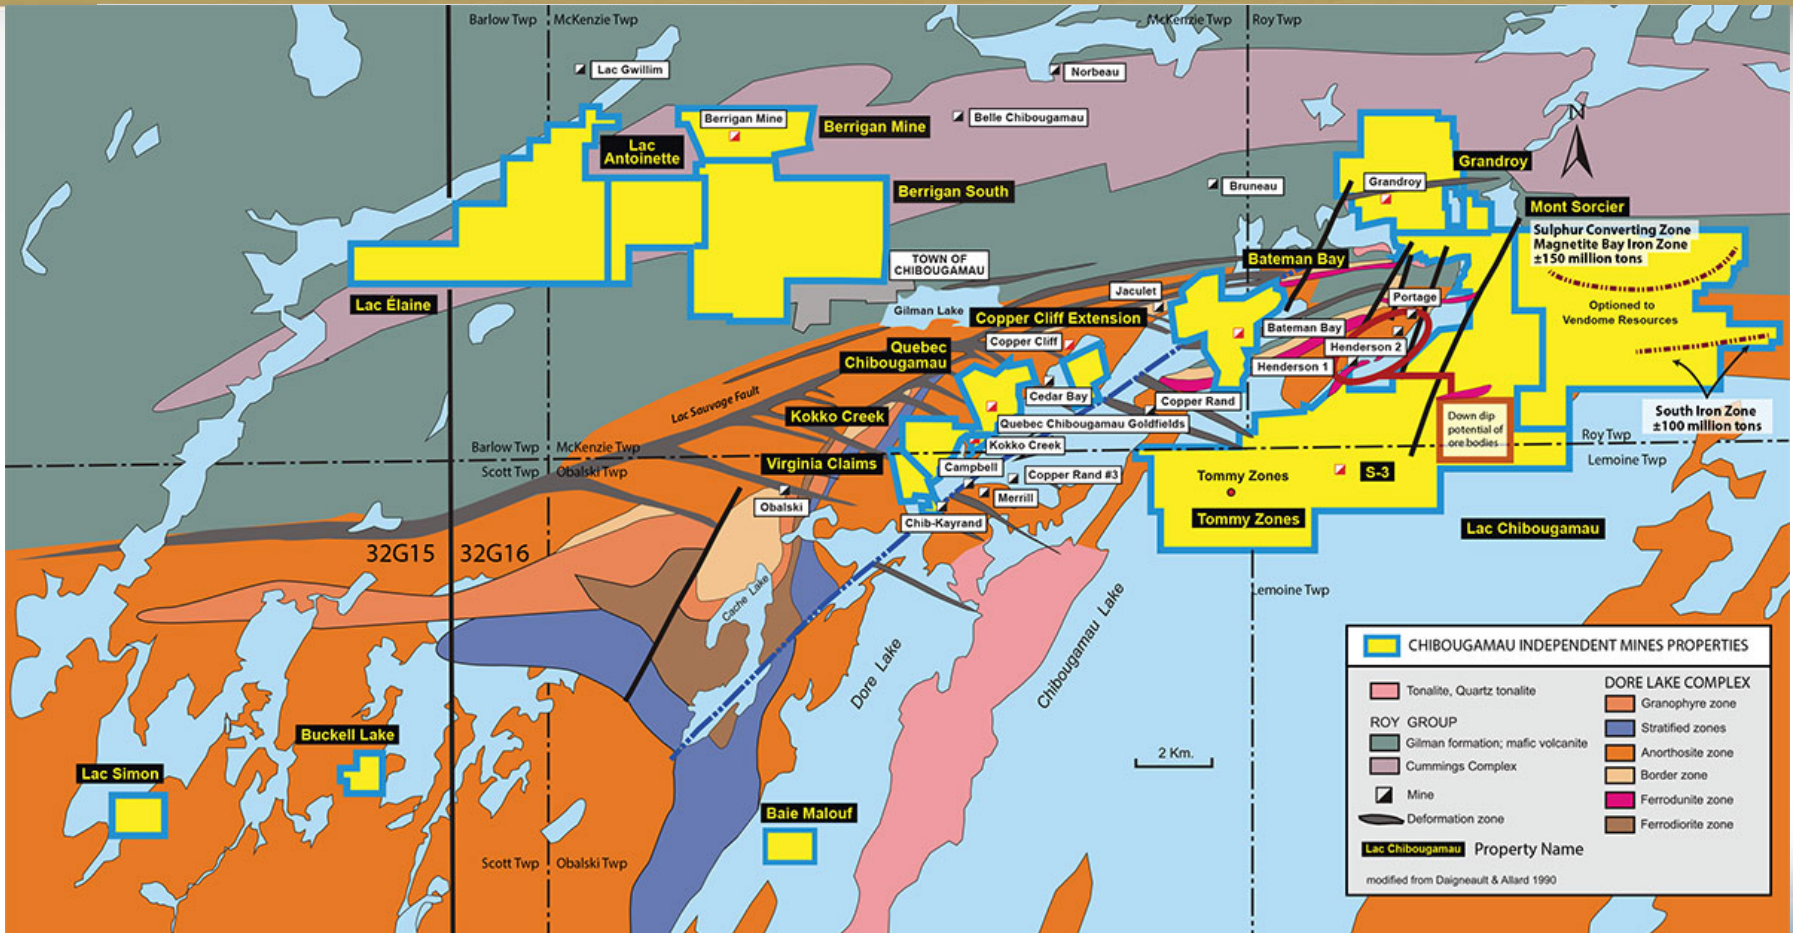 Barlow Twp
McKenzie Twp
McKenzie Twp
Roy Twp
Lac Gwillim
Norbeau
Berrigan Mine
Berrigan Mine
Belle Chibougamau
Lac
Antoinette
N
Grandroy
Grandroy
Bruneau
Berrigan South
Mont Sorcier
Sulphur Converting Zone
Magnetite Bay Iron Zone
±150 million tons
TOWN OF
CHIBOUGAMAU
Bateman Bay
Lac Élaine
Jaculet
Portage
Optioned to
Vendome Resources
Gilman Lake
Copper Cliff Extension
Bateman Bay
Copper Cliff
Quebec
Chibougamau
Henderson 2
Henderson 1
Lac Sauvage Fault
Cedar Bay
Copper Rand
Kokko Creek
Quebec Chibougamau Goldfields
Down dip
potential of
ore bodies
South Iron Zone
±100 million tons
Barlow Twp
McKenzie Twp
Kokko Creek
Roy Twp
Scott Twp
Obalski Twp
Virginia Claims
Campbell
Copper Rand #3
Lemoine Twp
Tommy Zones
S-3
Merrill
Obalski
Chib-Kayrand
Tommy Zones
Lac Chibougamau
32G15
32G16
Cache Lake
Lemoine Twp
Dore Lake
Chibougamau Lake
Buckell Lake
Lac Simon
2 Km.
Baie Malouf
Scott Twp
Obalski Twp
CHIBOUGAMAU INDEPENDENT MINES PROPERTIES
Tonalite, Quartz tonalite
ROY GROUP
Gilman formation; mafic volcanite
Cummings Complex
Mine
Deformation zone
Lac Chibougamau
Property Name
modified from Daigneault & Allard 1990
DORE LAKE COMPLEX
Granophyre zone
Stratified zones
Anorthosite zone
Border zone
Ferrodunite zone
Ferrodiorite zone